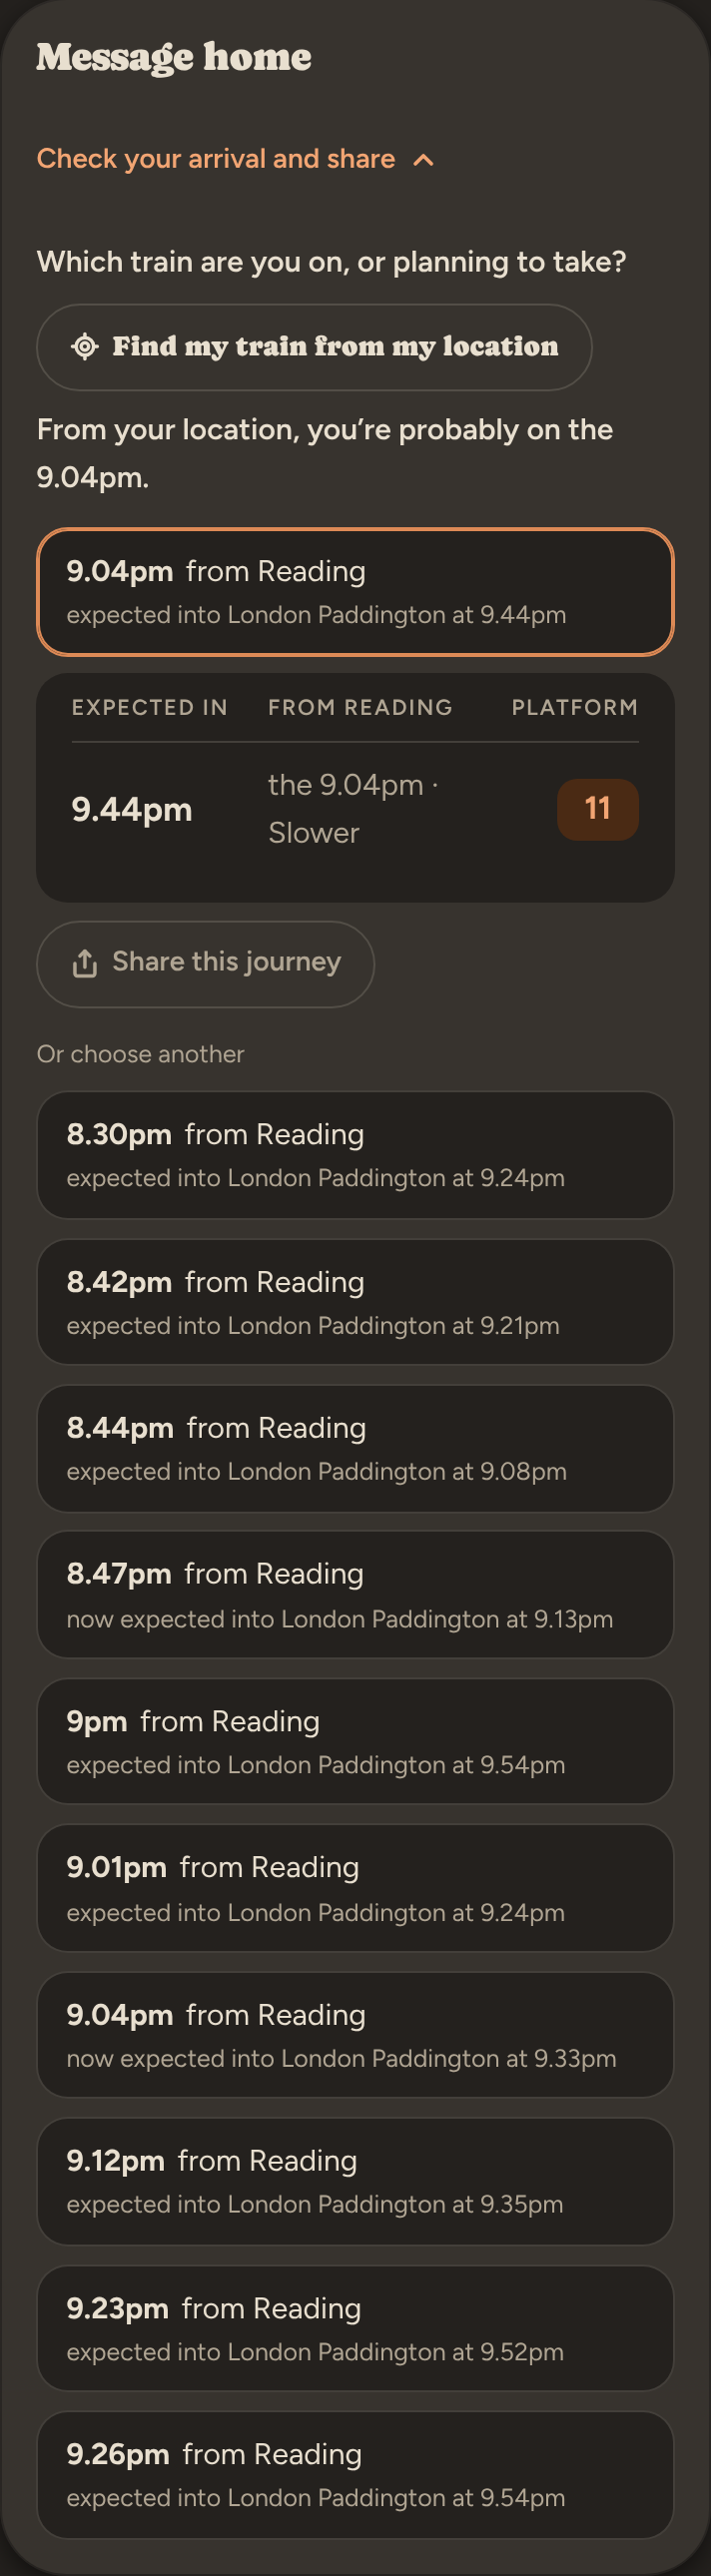 Message home
Check your arrival and share
Which train are you on, or planning to take?
Find my train from my location
From your location, you’re probably on the
9.04pm.
9.04pm from Reading
expected into London Paddington at 9.44pm
EXPECTED IN FROM READING PLATFORM
9.44pm the 9.04pm · Slower 11
Share this journey
Or choose another
8.30pm from Reading
expected into London Paddington at 9.24pm
8.42pm from Reading
expected into London Paddington at 9.21pm
8.44pm from Reading
expected into London Paddington at 9.08pm
8.47pm from Reading
now expected into London Paddington at 9.13pm
9pm from Reading
expected into London Paddington at 9.54pm
9.01pm from Reading
expected into London Paddington at 9.24pm
9.04pm from Reading
now expected into London Paddington at 9.33pm
9.12pm from Reading
expected into London Paddington at 9.35pm
9.23pm from Reading
expected into London Paddington at 9.52pm
9.26pm from Reading
expected into London Paddington at 9.54pm